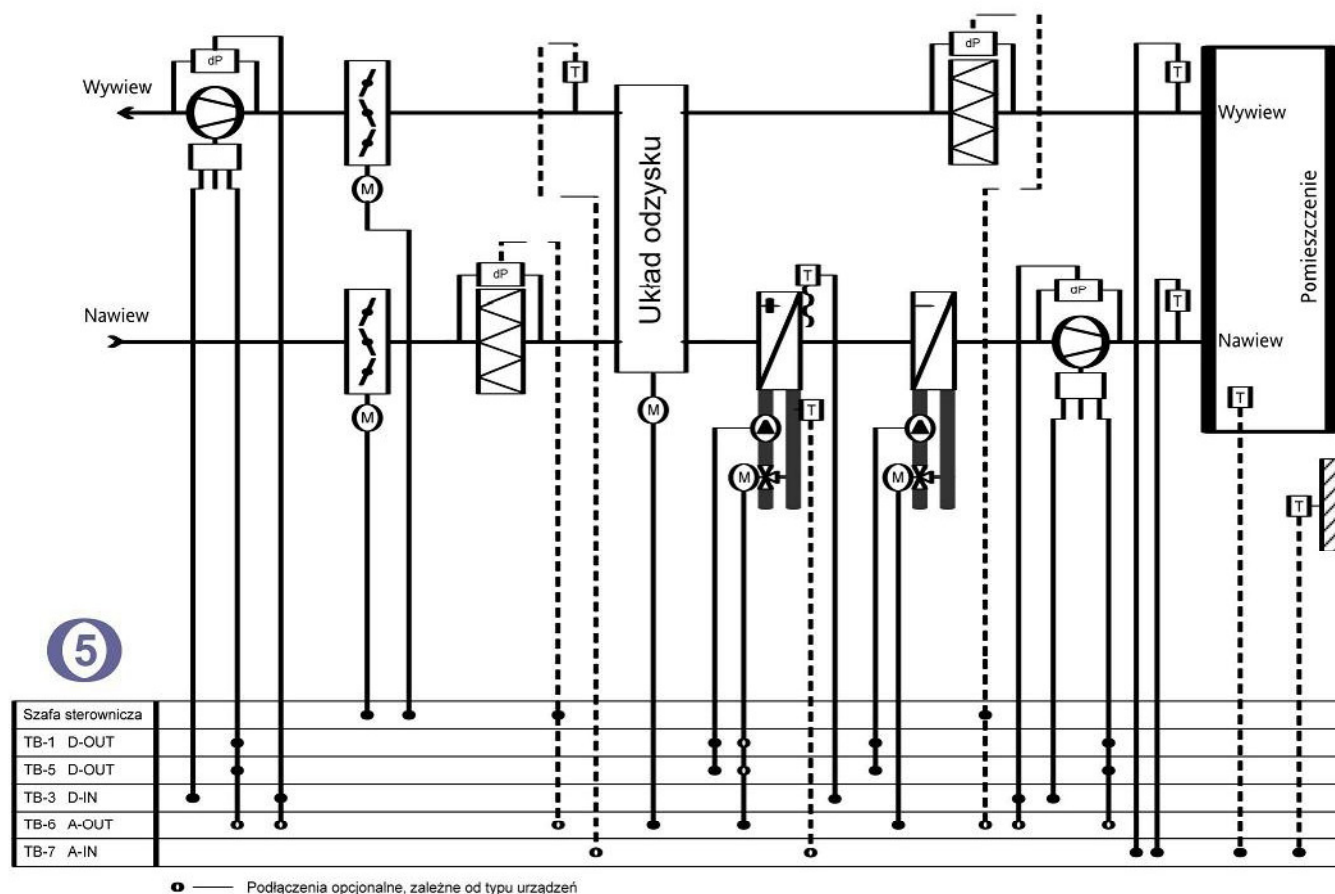 dP
dP
Wywiew
T
T
Wywiew
M
Układ odzysku
Pomieszczenie
dP
T
dP
T
Nawiew
Nawiew
M
M
T
T
M
M
T
5
Szafa sterownicza
TB-1 D-OUT
TB-5 D-OUT
TB-3 D-IN
TB-6 A-OUT
TB-7 A-IN
Podłączenia opcjonalne, zależne od typu urządzeń